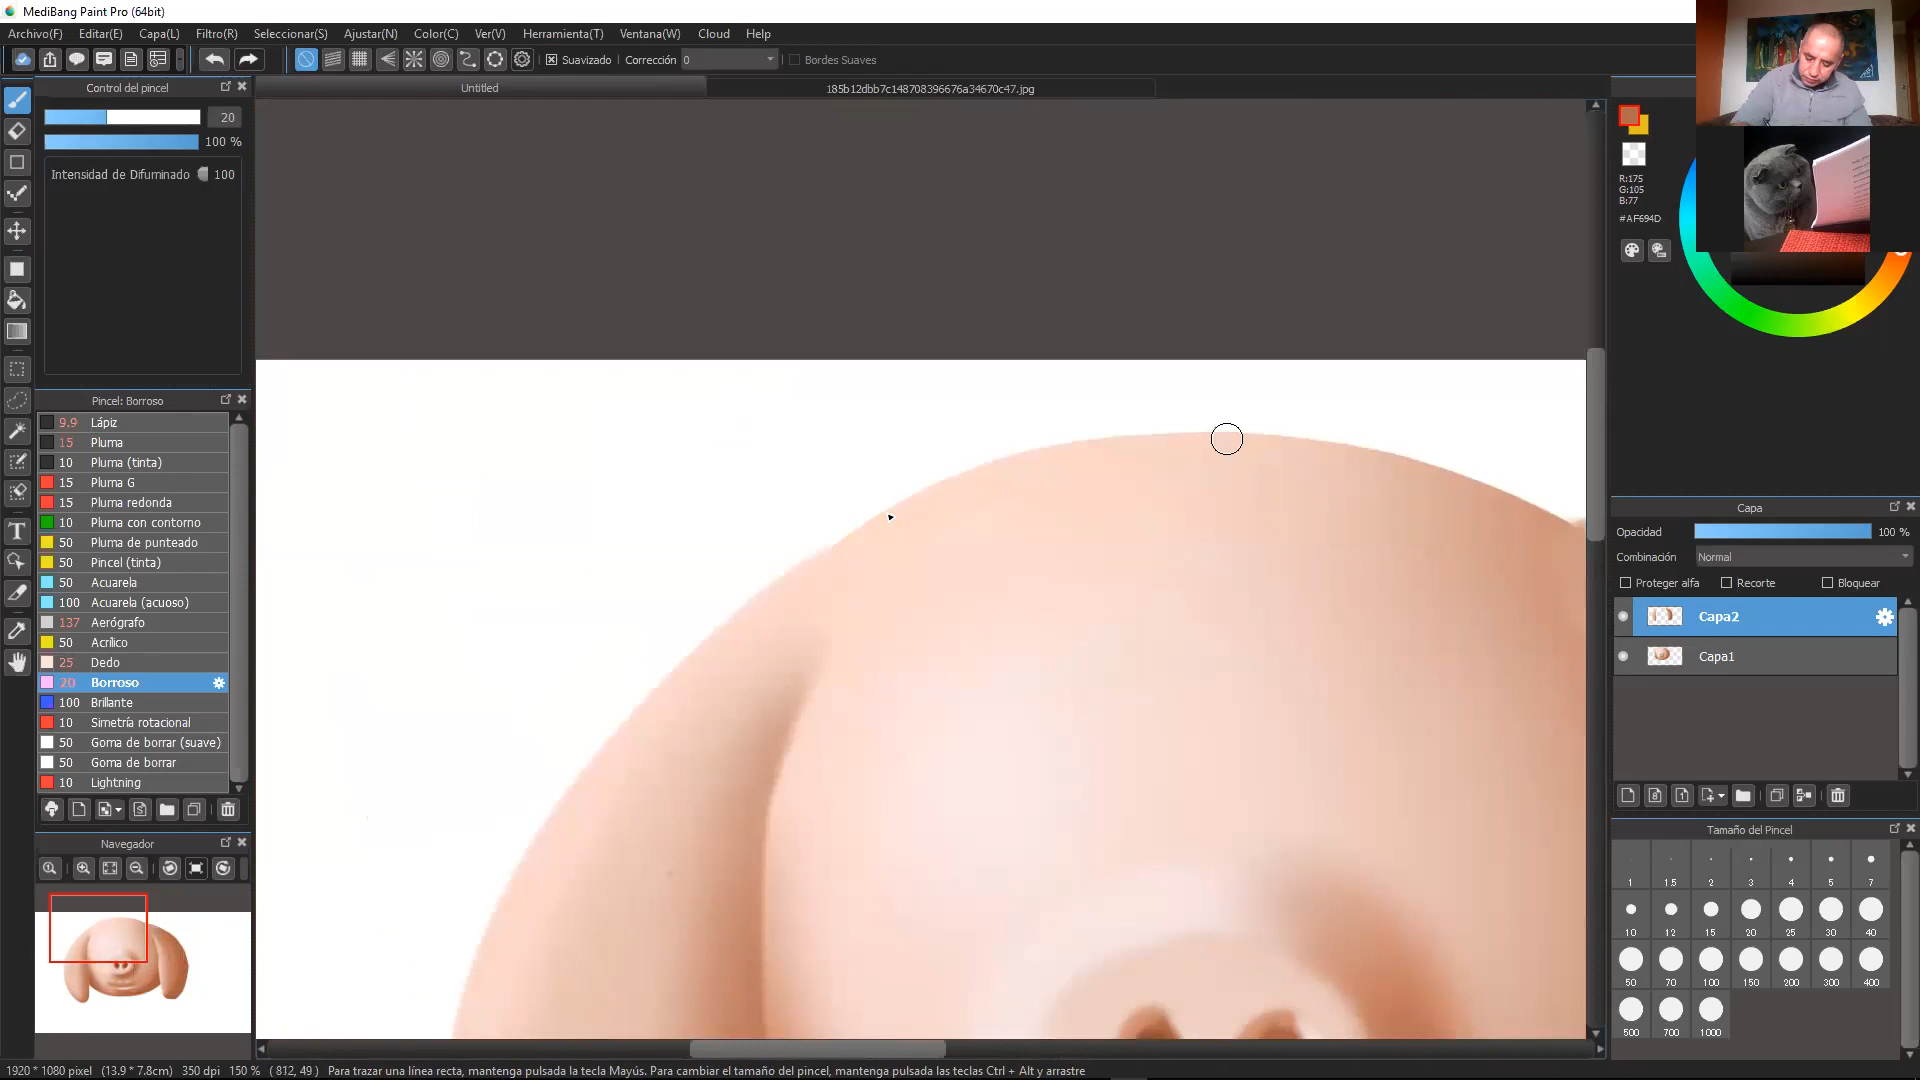 MediBang Paint Pro (64bit)
Archivo(F) Editar(E) Capa(L) Filtro(R) Seleccionar(S) Ajustar(N) Color(C) Ver(V) Herramienta(T) Ventana(W) Cloud Help
Suavizado Corrección 0 Bordes Suaves
Control del pincel
Untitled
185b12dbb7c148708396676a34670c47.jpg
20
100 %
Intensidad de Difuminado 100
R:175
G:105
B:77
#AF694D
Pincel: Borroso
9.9 Lápiz
15 Pluma
10 Pluma (tinta)
15 Pluma G
15 Pluma redonda
10 Pluma con contorno
50 Pluma de punteado
50 Pincel (tinta)
50 Acuarela
100 Acuarela (acuoso)
137 Aerógrafo
50 Acrílico
25 Dedo
20 Borroso
100 Brillante
10 Simetría rotacional
50 Goma de borrar (suave)
50 Goma de borrar
10 Lightning
Navegador
Capa
Opacidad 100 %
Combinación Normal
Proteger alfa Recorte Bloquear
Capa2
Capa1
Tamaño del Pincel
1 1.5 2 3 4 5 7
10 12 15 20 25 30 40
50 70 100 150 200 300 400
500 700 1000
1920 * 1080 pixel (13.9 * 7.8cm) 350 dpi 150 % ( 812, 49 ) Para trazar una línea recta, mantenga pulsada la tecla Mayús. Para cambiar el tamaño del pincel, mantenga pulsadas las teclas Ctrl + Alt y arrastre